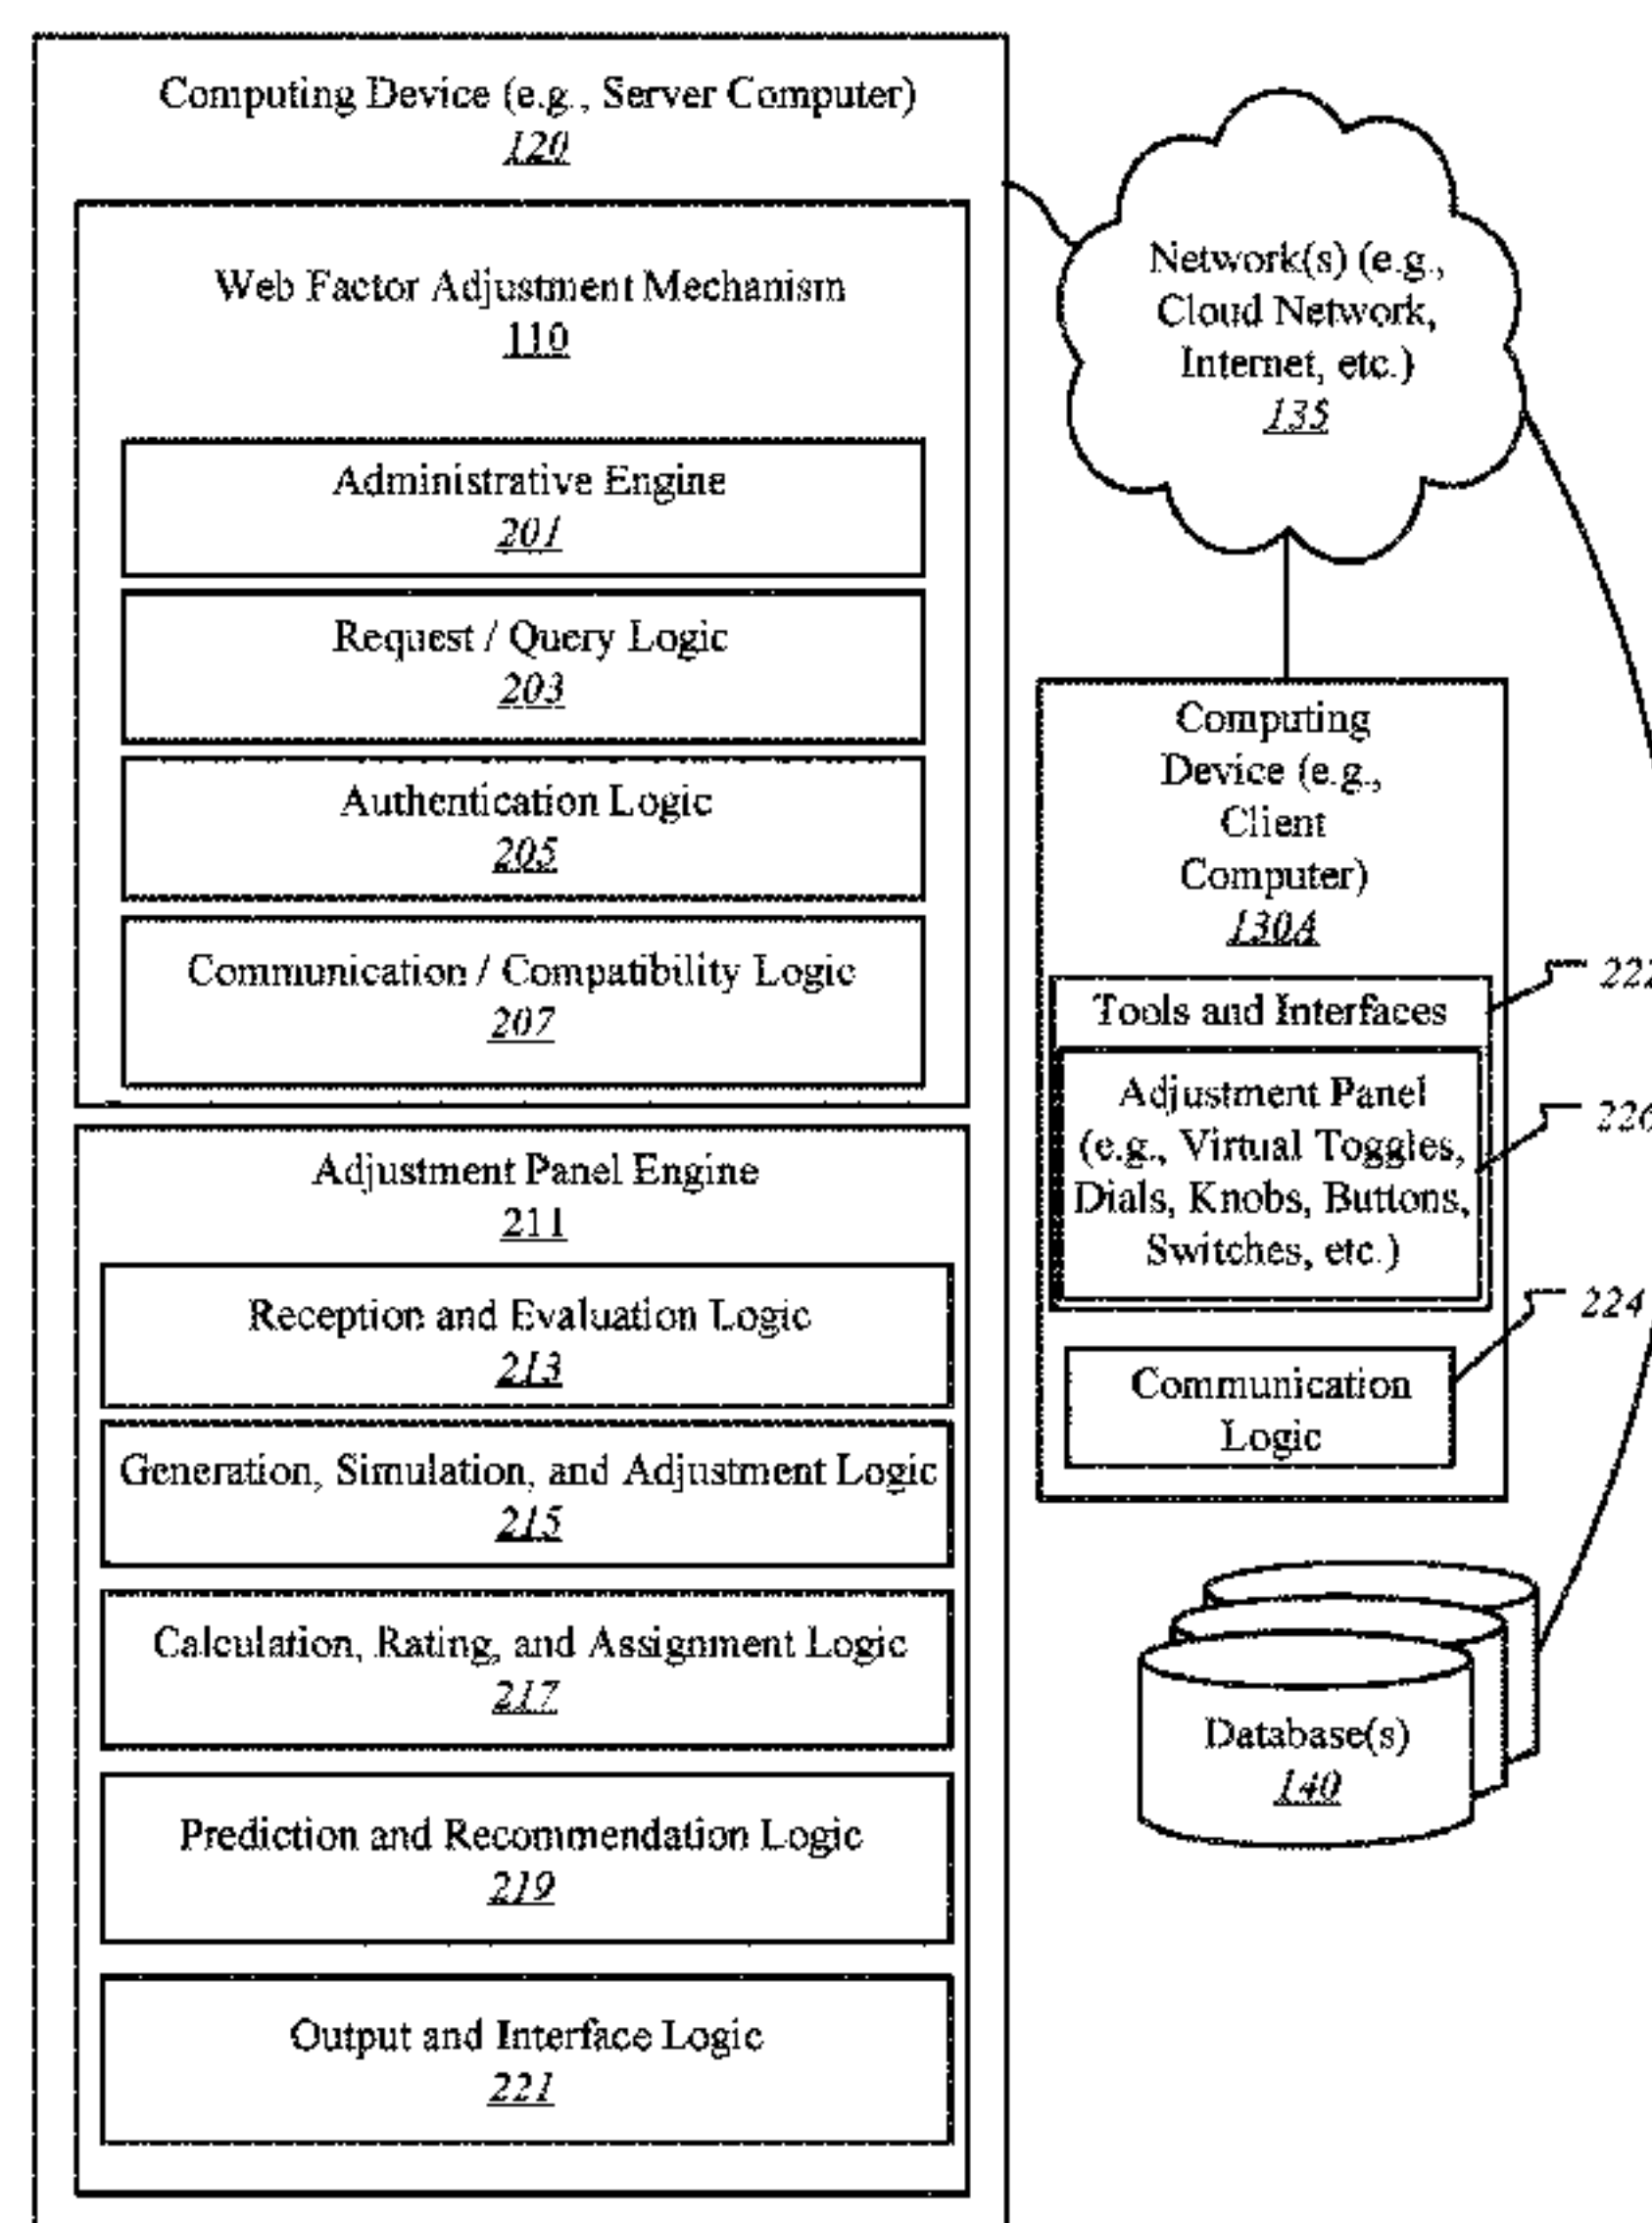 Computing Device (e.g., Server Computer)
120
Web Factor Adjustment Mechanism
110
Administrative Engine
201
Request / Query Logic
203
Authentication Logic
205
Communication / Compatibility Logic
207
Adjustment Panel Engine
211
Reception and Evaluation Logic
213
Generation, Simulation, and Adjustment Logic
215
Calculation, Rating, and Assignment Logic
217
Prediction and Recommendation Logic
219
Output and Interface Logic
221
Network(s) (e.g.,
Cloud Network,
Internet, etc.)
135
Computing
Device (e.g.,
Client
Computer)
130A
Tools and Interfaces
222
Adjustment Panel
(e.g., Virtual Toggles,
Dials, Knobs, Buttons,
Switches, etc.)
226
Communication
Logic
224
Database(s)
140